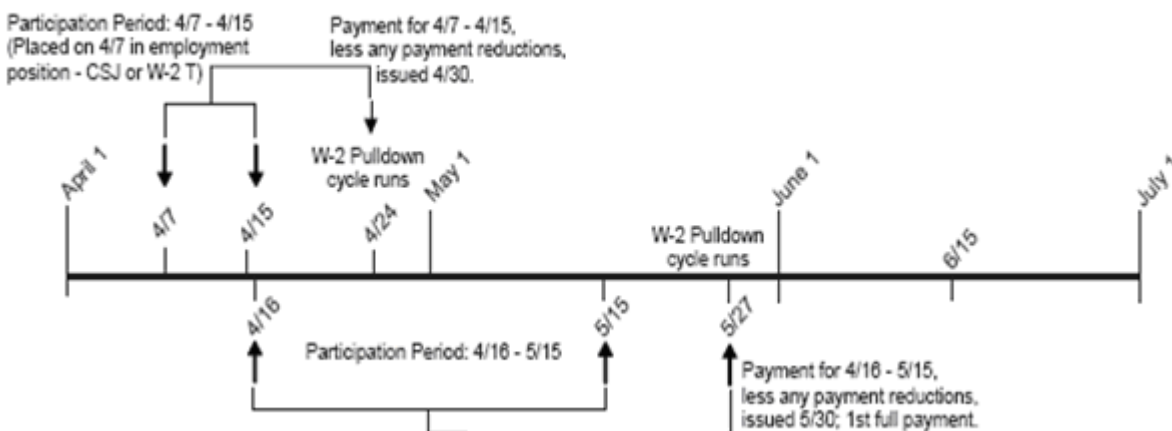 Participation Period: 4/7 - 4/15
(Placed on 4/7 in employment
position - CSJ or W-2 T)
Payment for 4/7 - 4/15,
less any payment reductions,
issued 4/30.
W-2 Pulldown
cycle runs
April 1
4/7
4/15
4/24
May 1
W-2 Pulldown
cycle runs
June 1
6/15
July 1
4/16
5/15
5/27
Participation Period: 4/16 - 5/15
Payment for 4/16 - 5/15,
less any payment reductions,
issued 5/30; 1st full payment.